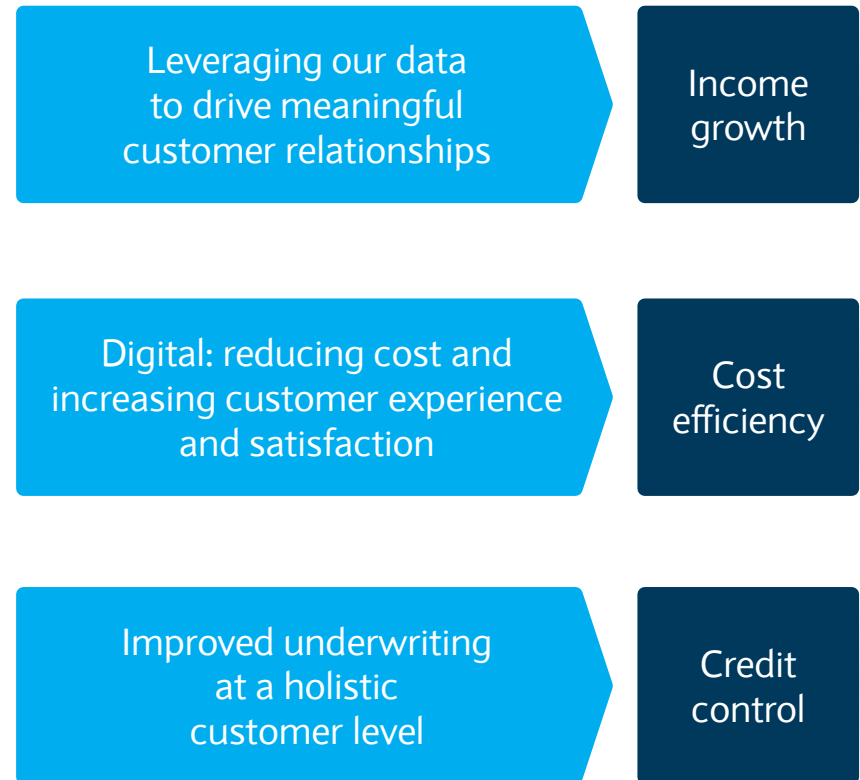 Leveraging our data
to drive meaningful
customer relationships
Income
growth
Digital: reducing cost and
increasing customer experience
and satisfaction
Cost
efficiency
Improved underwriting
at a holistic
customer level
Credit
control